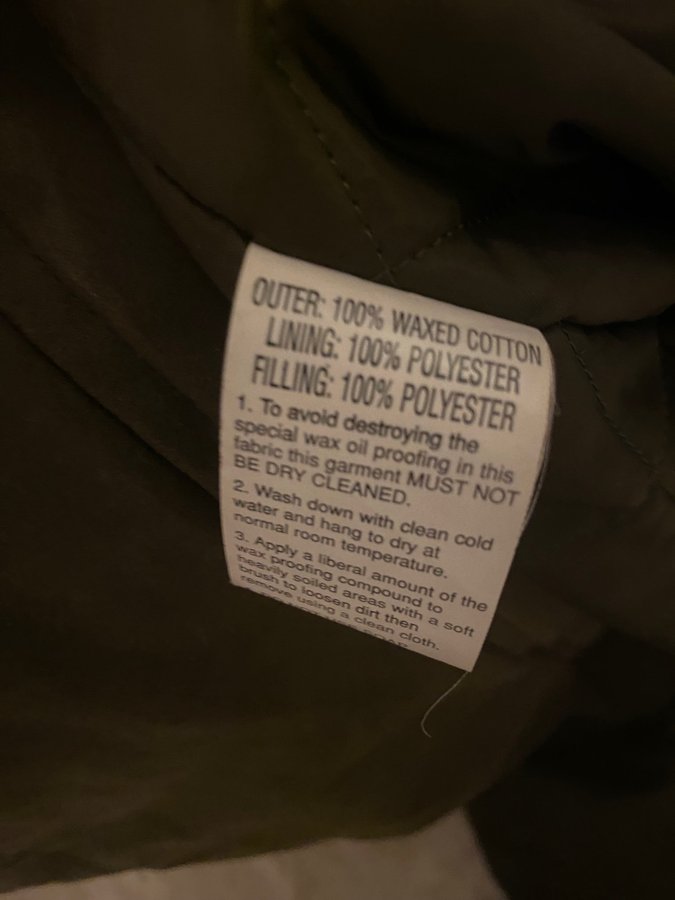 OUTER: 100% WAXED COTTON
LINING: 100% POLYESTER
FILLING: 100% POLYESTER
1. To avoid destroying the
special wax oil proofing in this
fabric this garment MUST NOT
BE DRY CLEANED.
2. Wash down with clean cold
water and hang to dry at
normal room temperature.
3. Apply a liberal amount of the
wax proofing compound to
heavily soiled areas with a soft
brush to loosen dirt then
remove using a clean cloth.